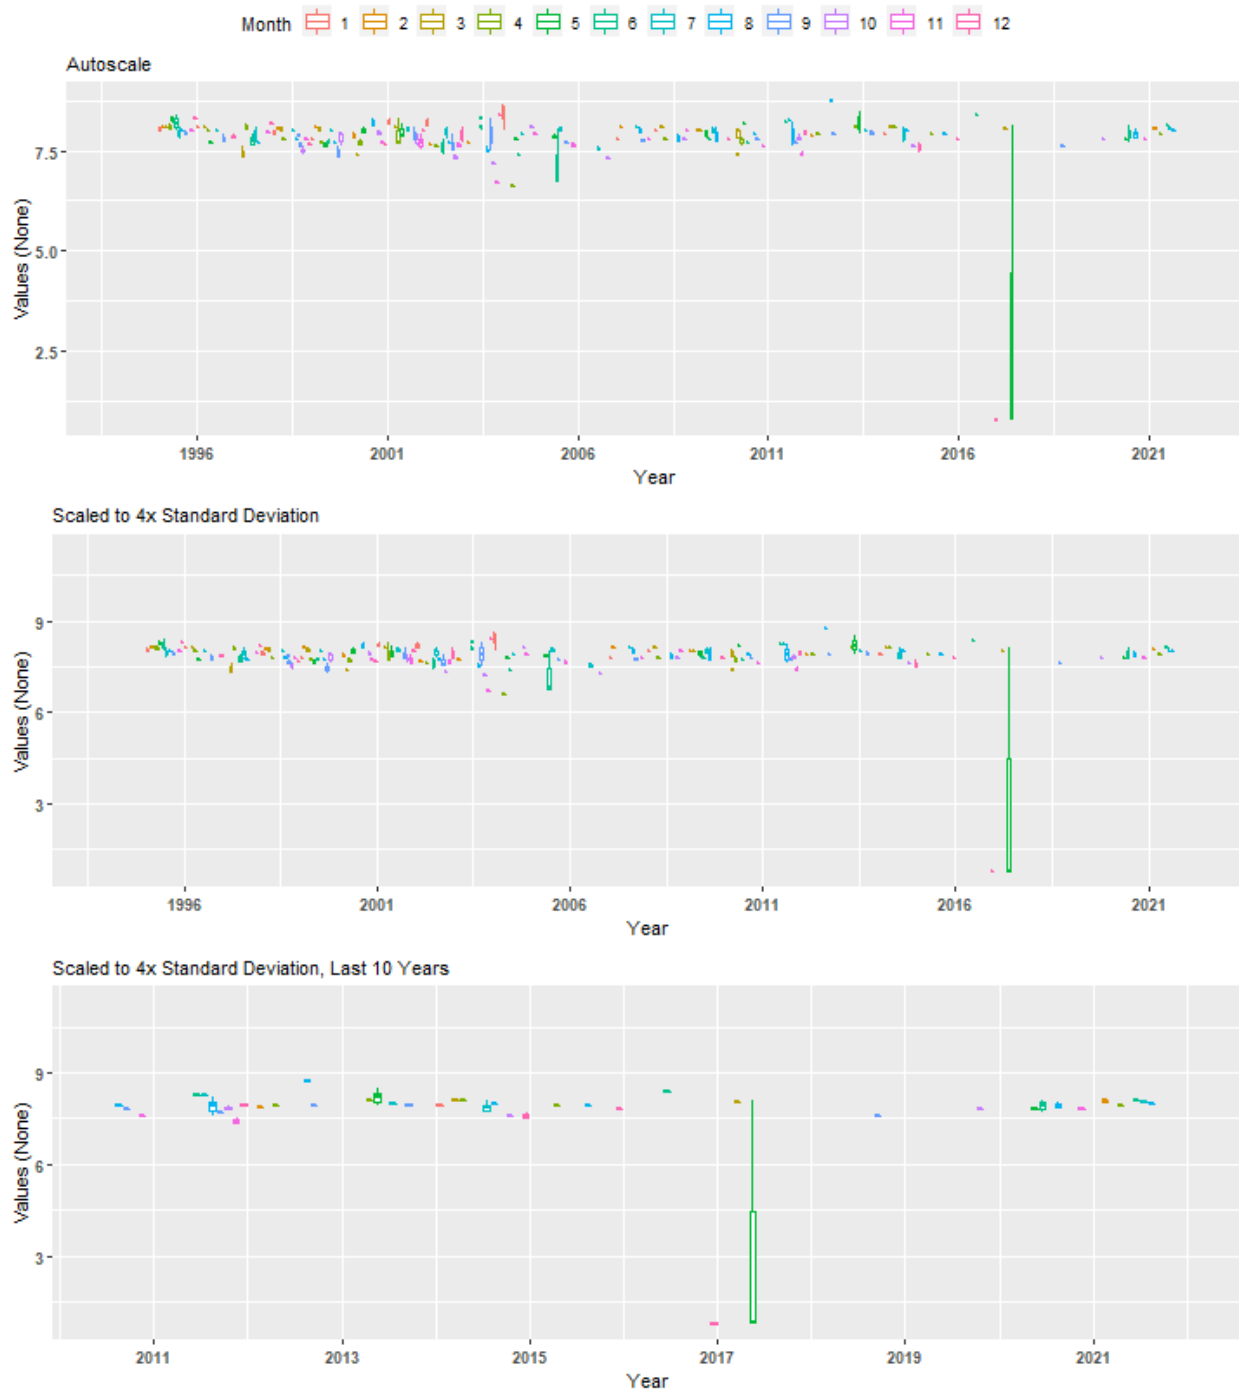 Month 1 2 3 4 5 6 7 8 9 10 11 12
Autoscale
Values (None)
7.5
5.0
2.5
1996 2001 2006 2011 2016 2021
Year
Scaled to 4x Standard Deviation
Values (None)
9
6
3
1996 2001 2006 2011 2016 2021
Year
Scaled to 4x Standard Deviation, Last 10 Years
Values (None)
9
6
3
2011 2013 2015 2017 2019 2021
Year